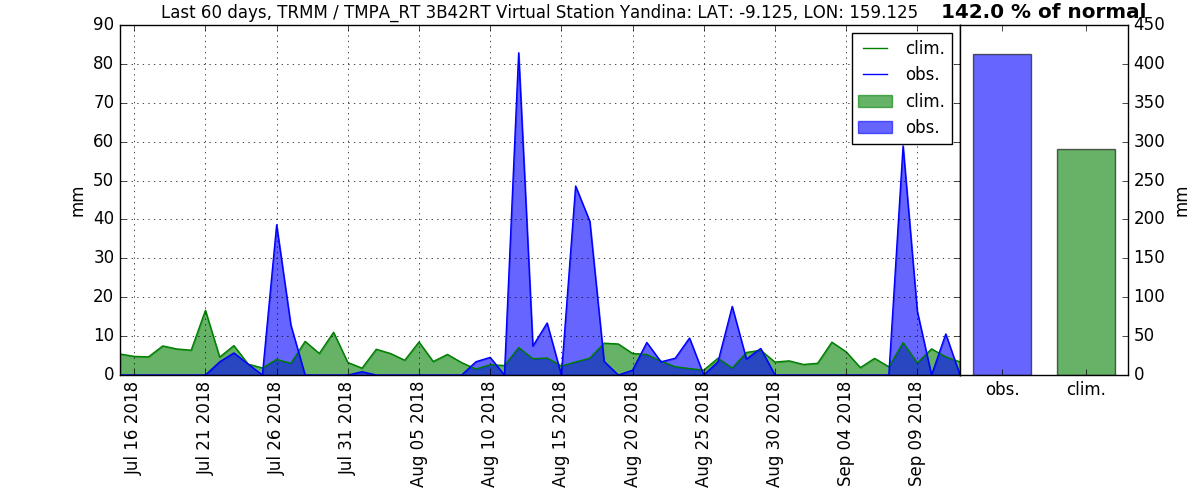 Last 60 days, TRMM / TMPA_RT 3B42RT Virtual Station Yandina: LAT: -9.125, LON: 159.125
142.0 % of normal
90
80
70
60
50
40
30
20
10
0
mm
clim.
obs.
clim.
obs.
450
400
350
300
250
200
150
100
50
0
mm
Jul 16 2018
Jul 21 2018
Jul 26 2018
Jul 31 2018
Aug 05 2018
Aug 10 2018
Aug 15 2018
Aug 20 2018
Aug 25 2018
Aug 30 2018
Sep 04 2018
Sep 09 2018
obs.
clim.